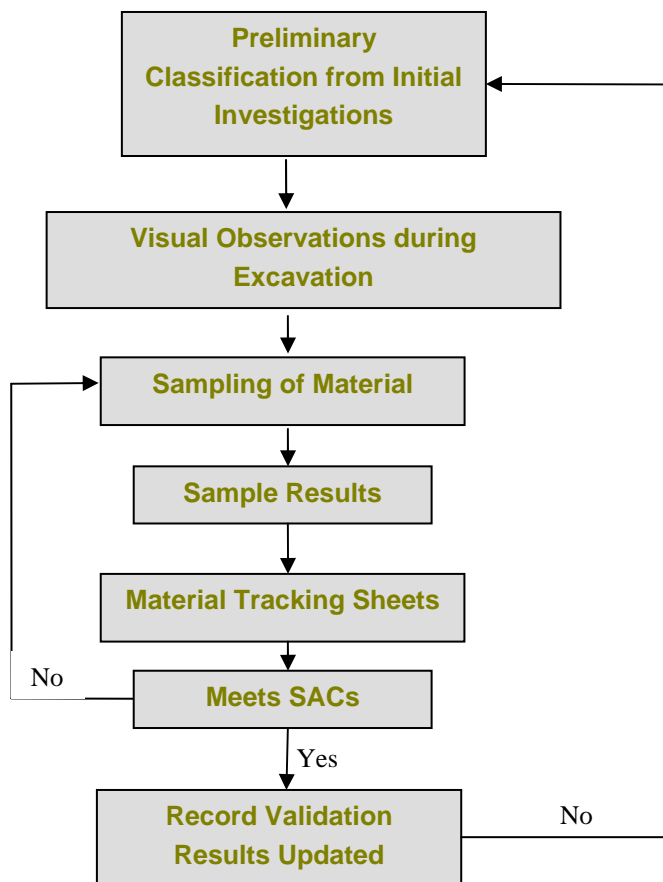 Preliminary
Classification from Initial
Investigations
Visual Observations during
Excavation
Sampling of Material
Sample Results
Material Tracking Sheets
No
Meets SACs
Yes
Record Validation
Results Updated
No